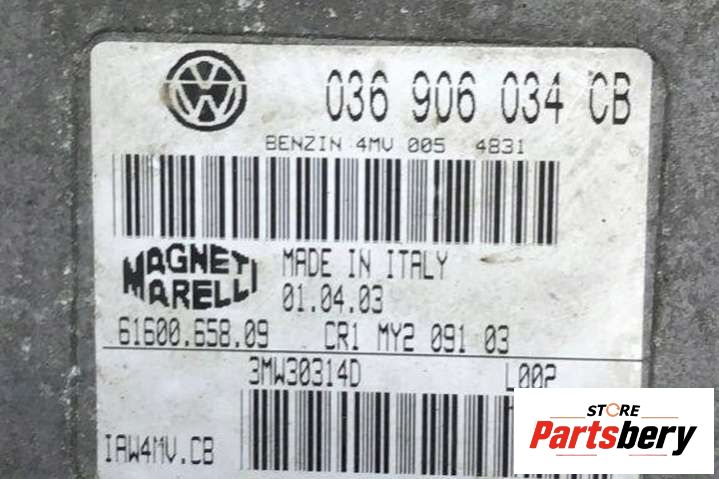 036 906 034 CB
BENZIN 4MV 005 4831
MAGNETI
MARELLI
MADE IN ITALY
01.04.03
61600.658.09 CR1 MY2 091 03
3MW30314D L002
IAW4MV.CB
STORE
Partsbery